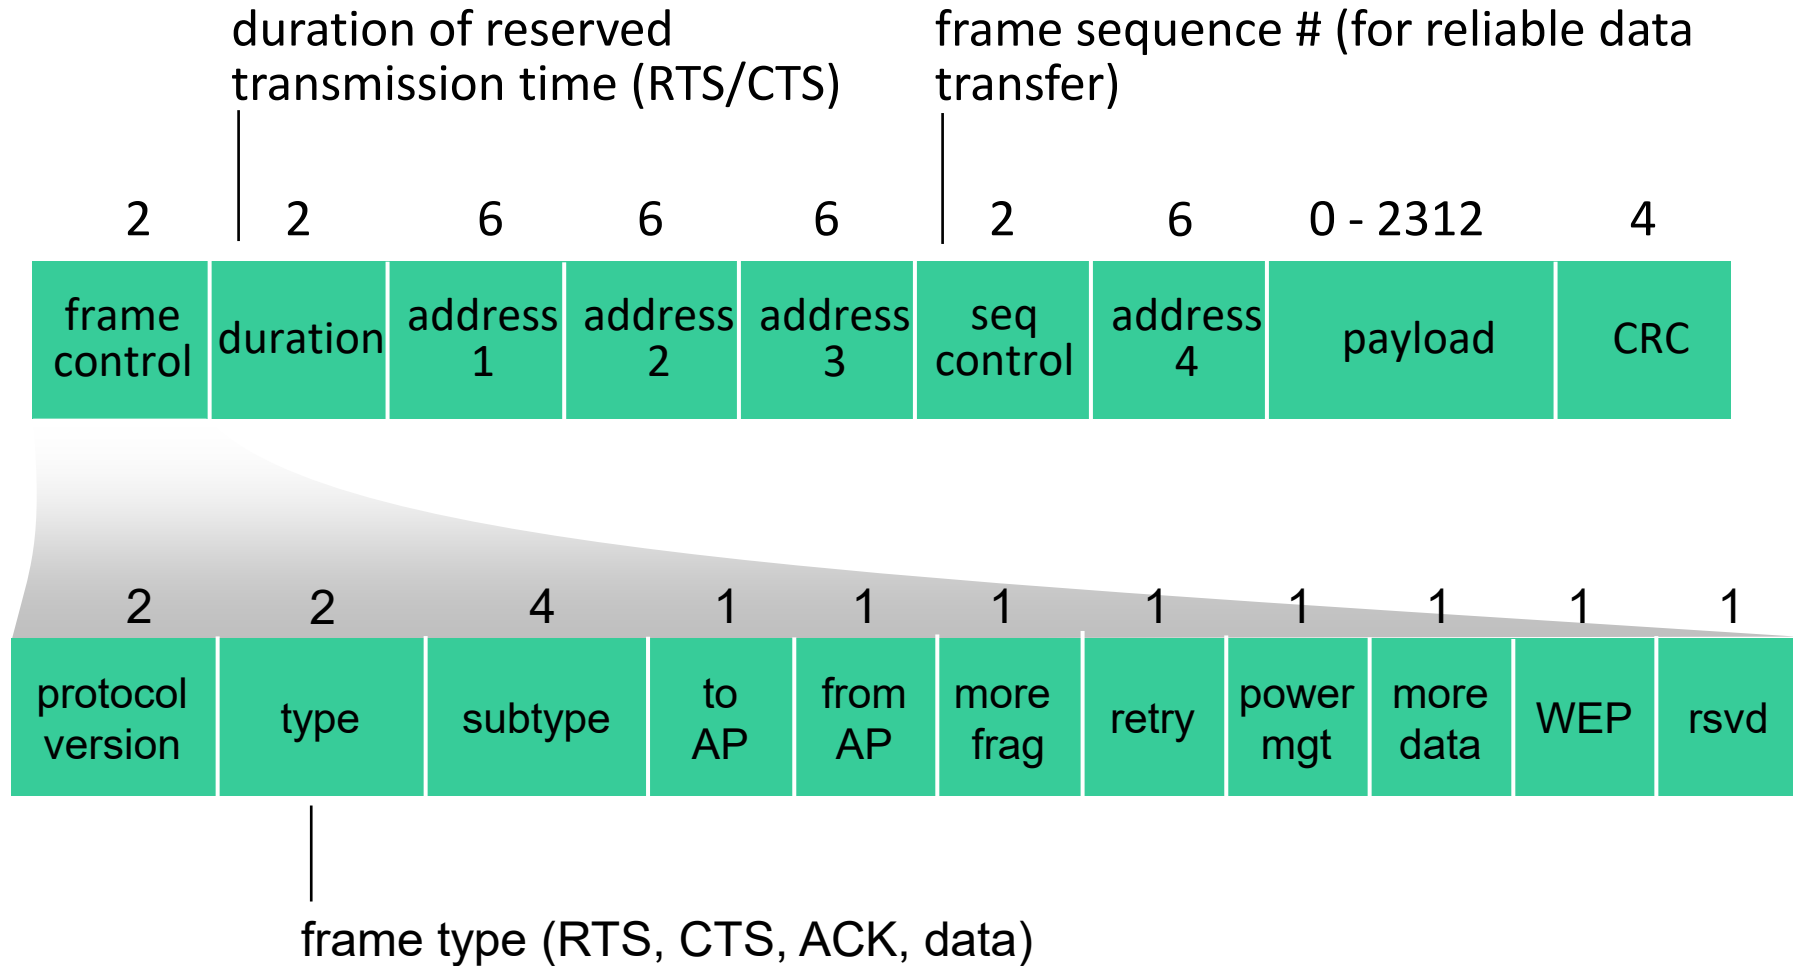 duration of reserved
transmission time (RTS/CTS)
frame sequence # (for reliable data
transfer)
2 2 6 6 6 2 6 0 - 2312 4
frame
control
duration
address
1
address
2
address
3
seq
control
address
4
payload
CRC
2 2 4 1 1 1 1 1 1 1 1
protocol
version
type
subtype
to
AP
from
AP
more
frag
retry
power
mgt
more
data
WEP
rsvd
frame type (RTS, CTS, ACK, data)